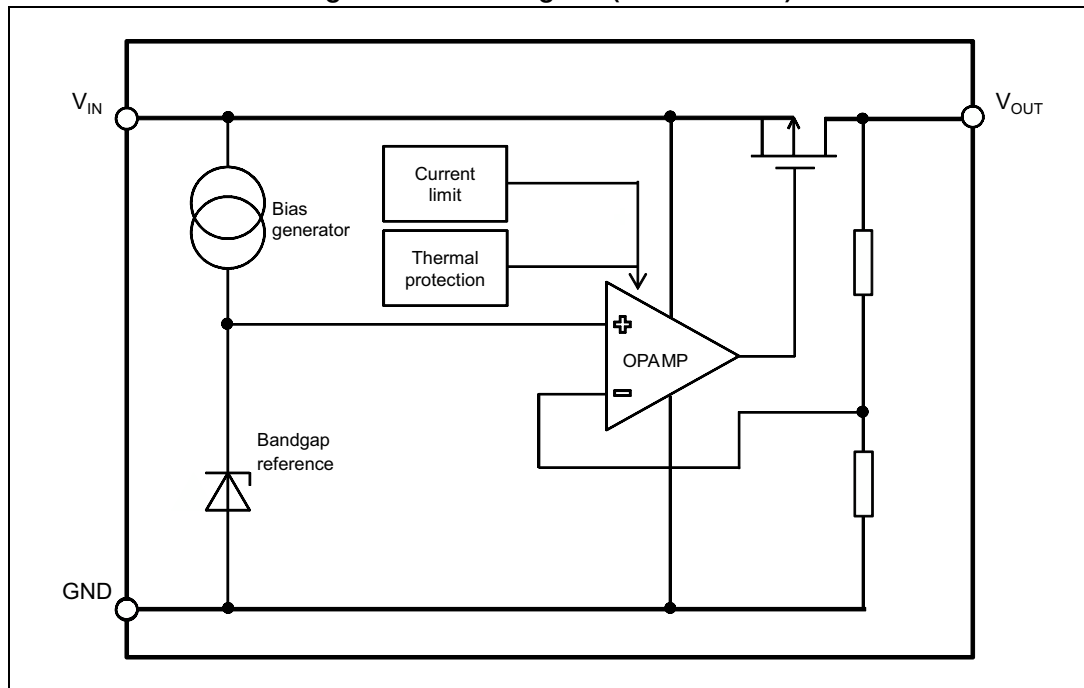 V_IN
V_OUT
Current
limit
Bias
generator
Thermal
protection
+
OPAMP
-
Bandgap
reference
GND